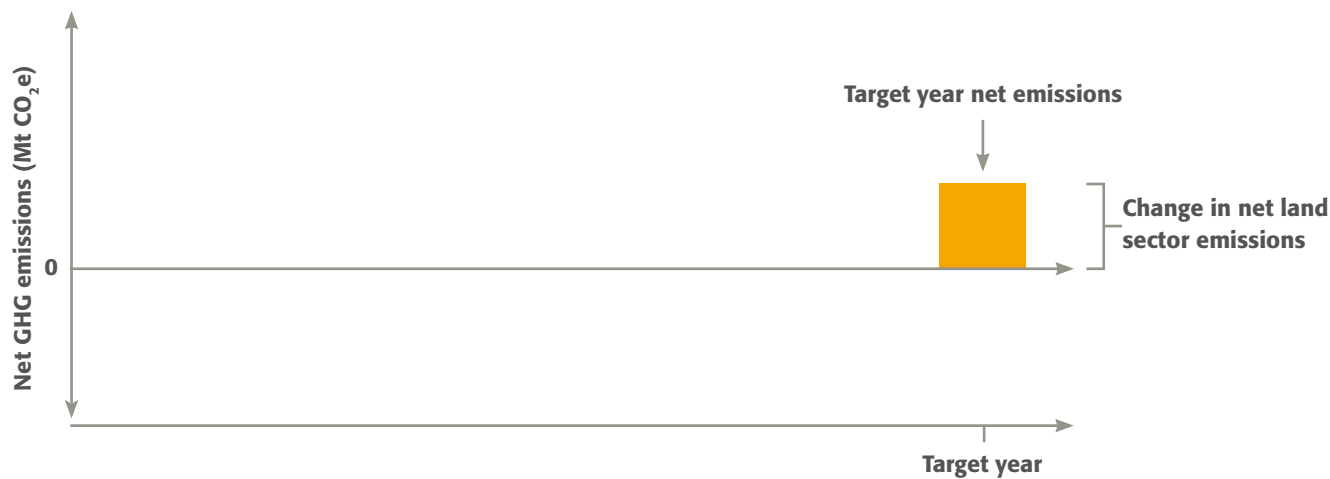 Net GHG emissions (Mt CO₂e)
Target year net emissions
Change in net land
sector emissions
0
Target year